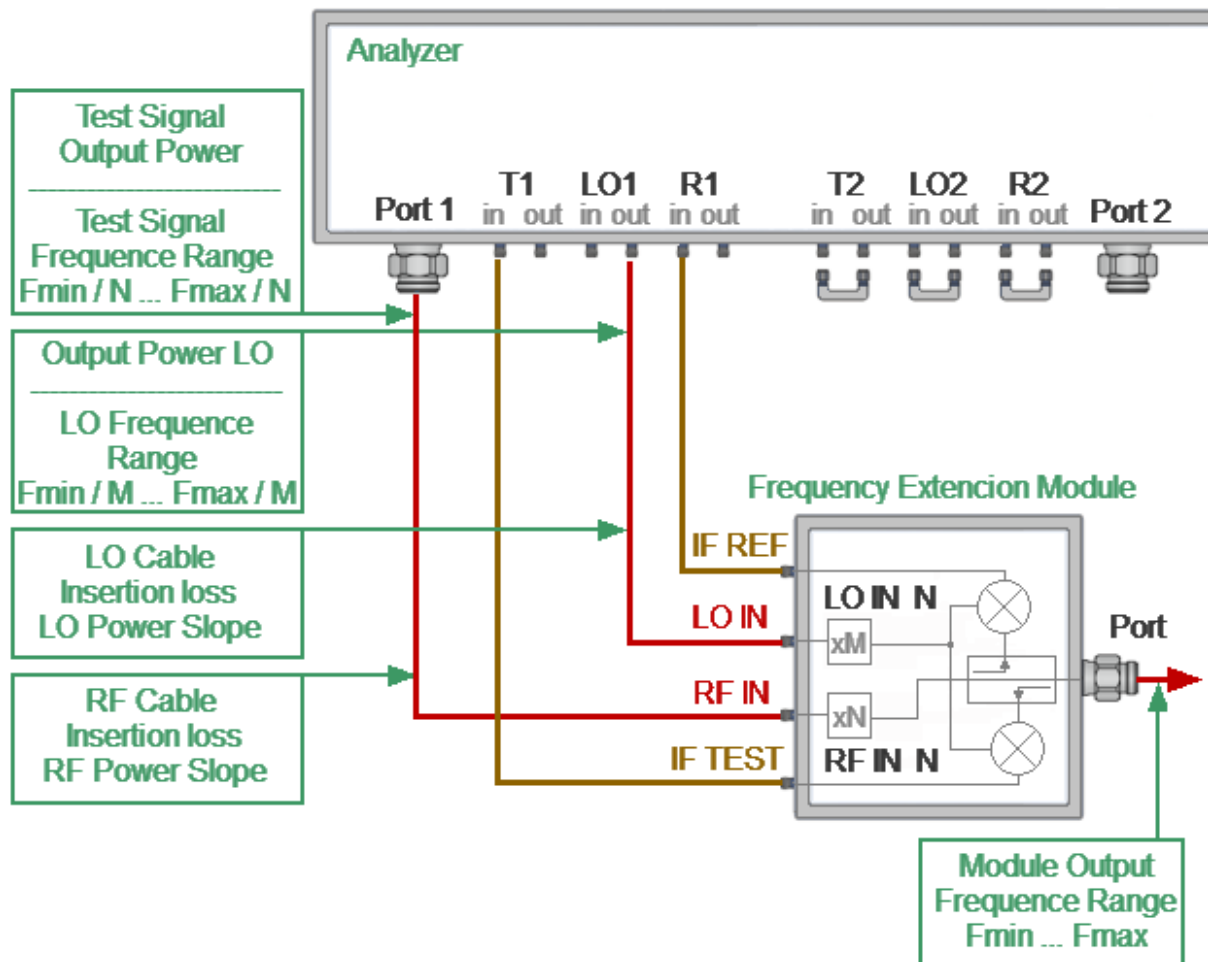 Analyzer
Test Signal
Output Power
Test Signal
Frequence Range
Fmin / N ... Fmax / N
Output Power LO
LO Frequence
Range
Fmin / M ... Fmax / M
LO Cable
Insertion loss
LO Power Slope
RF Cable
Insertion loss
RF Power Slope
Port 1
T1
in out
LO1
in out
R1
in out
T2
in out
LO2
in out
R2
in out
Port 2
Frequency Extencion Module
IF REF
LO IN
RF IN
IF TEST
LO IN N
xM
xN
RF IN N
Port
Module Output
Frequence Range
Fmin ... Fmax